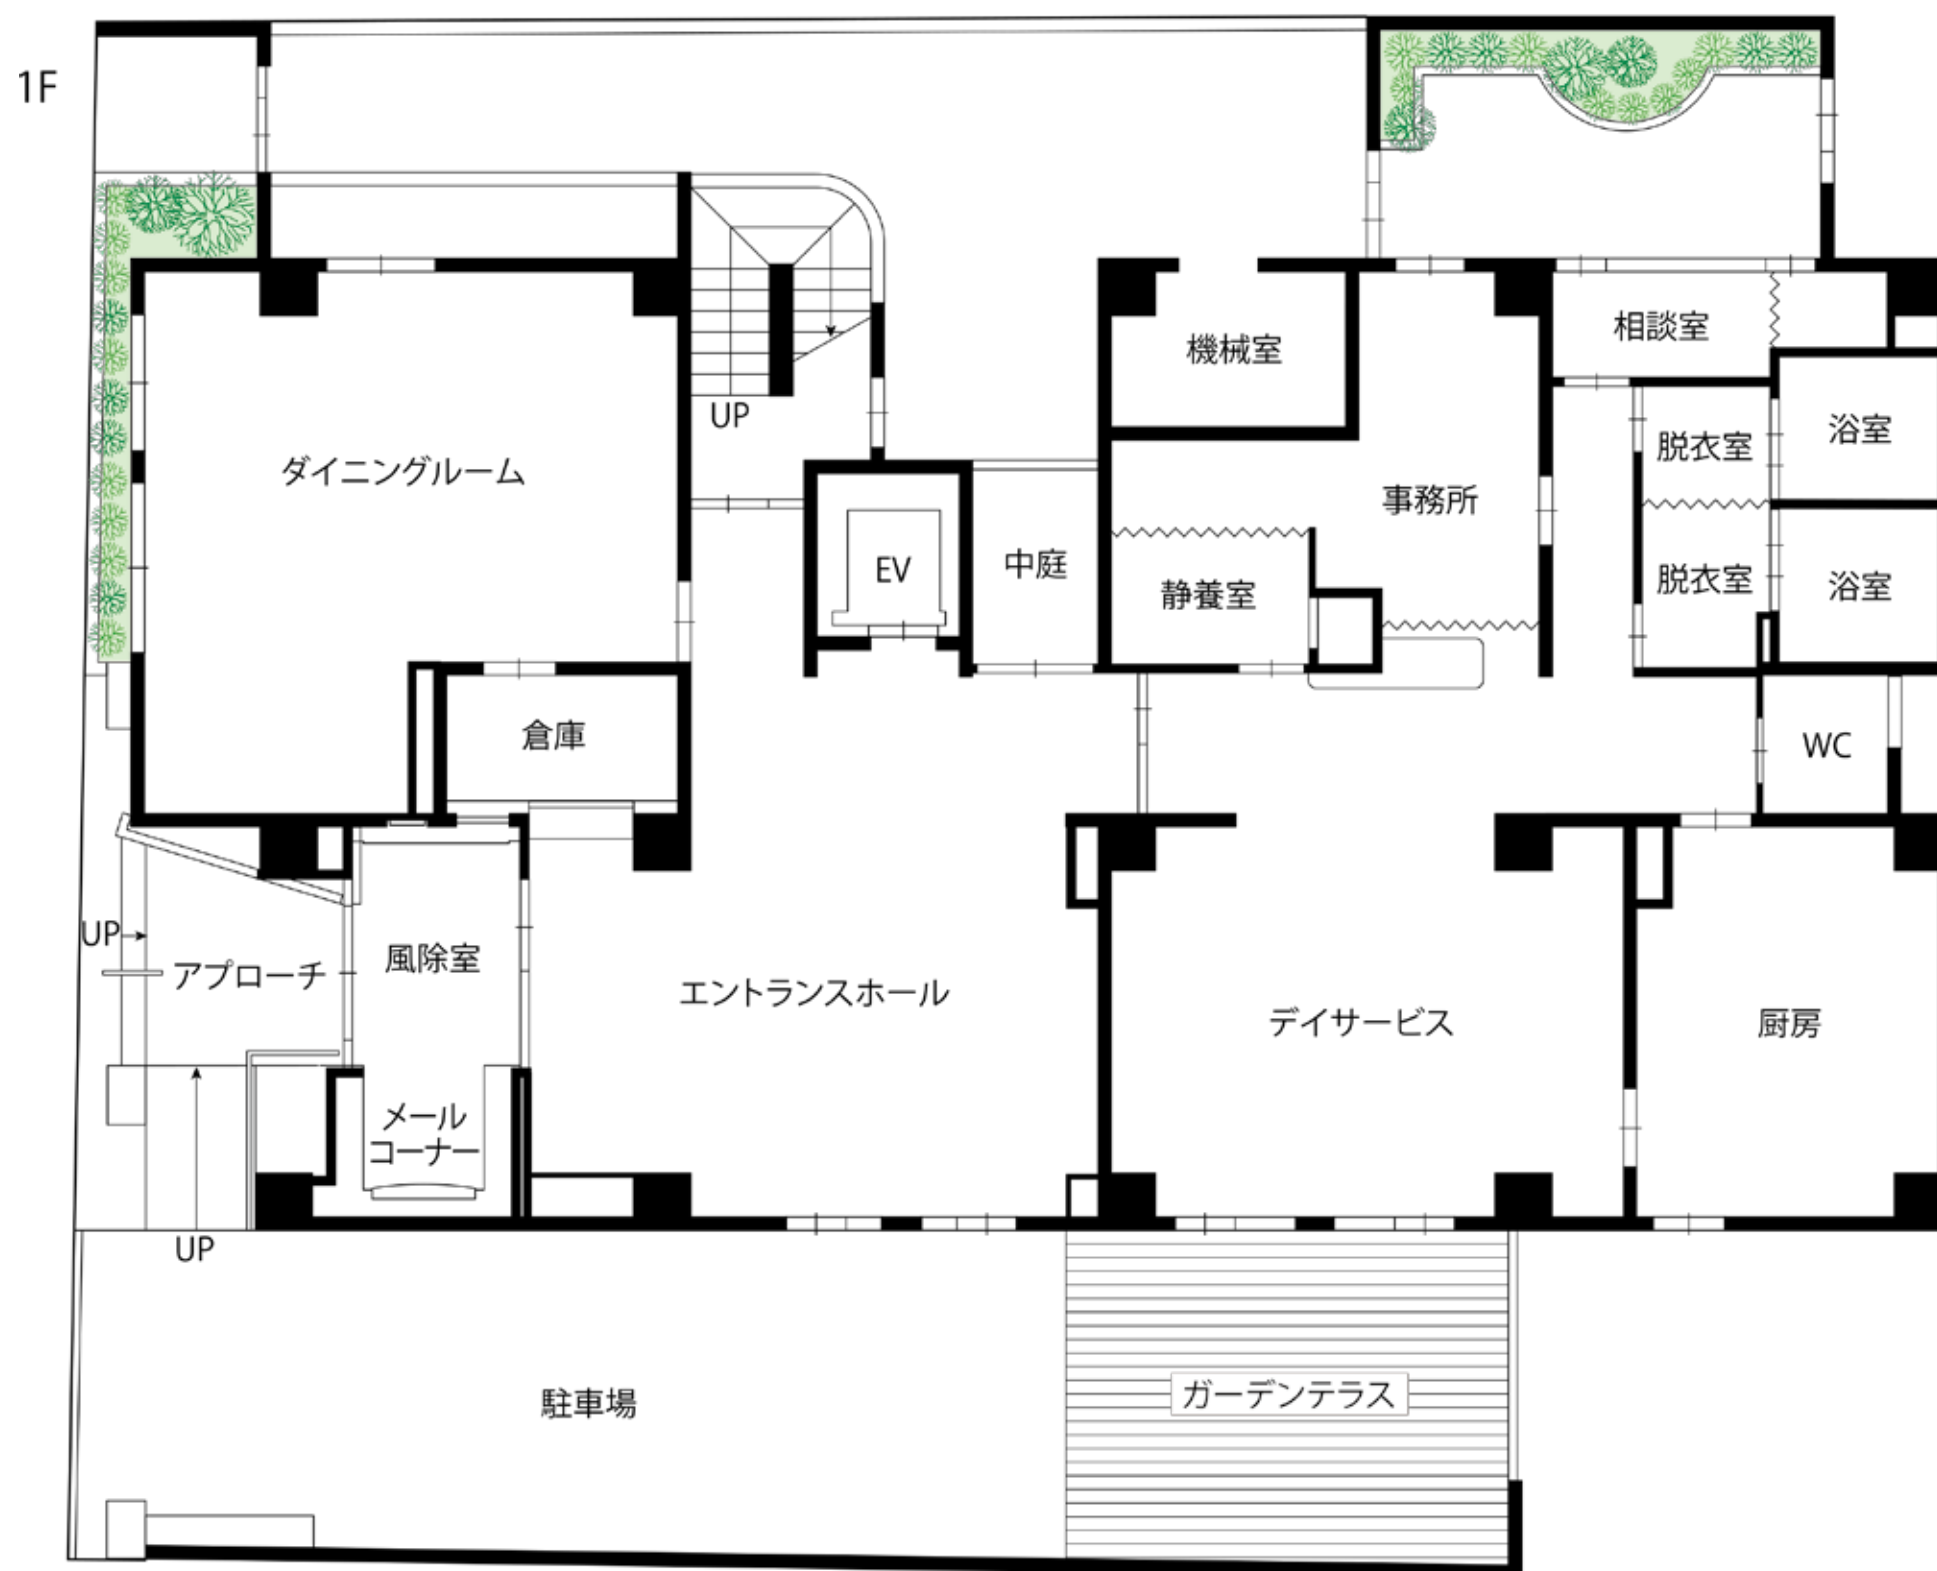 1F
相談室
機械室
UP
脱衣室
浴室
ダイニングルーム
事務所
EV
中庭
静養室
脱衣室
浴室
倉庫
WC
UP
アプローチ
風除室
エントランスホール
デイサービス
厨房
メール
コーナー
UP
駐車場
ガーデンテラス